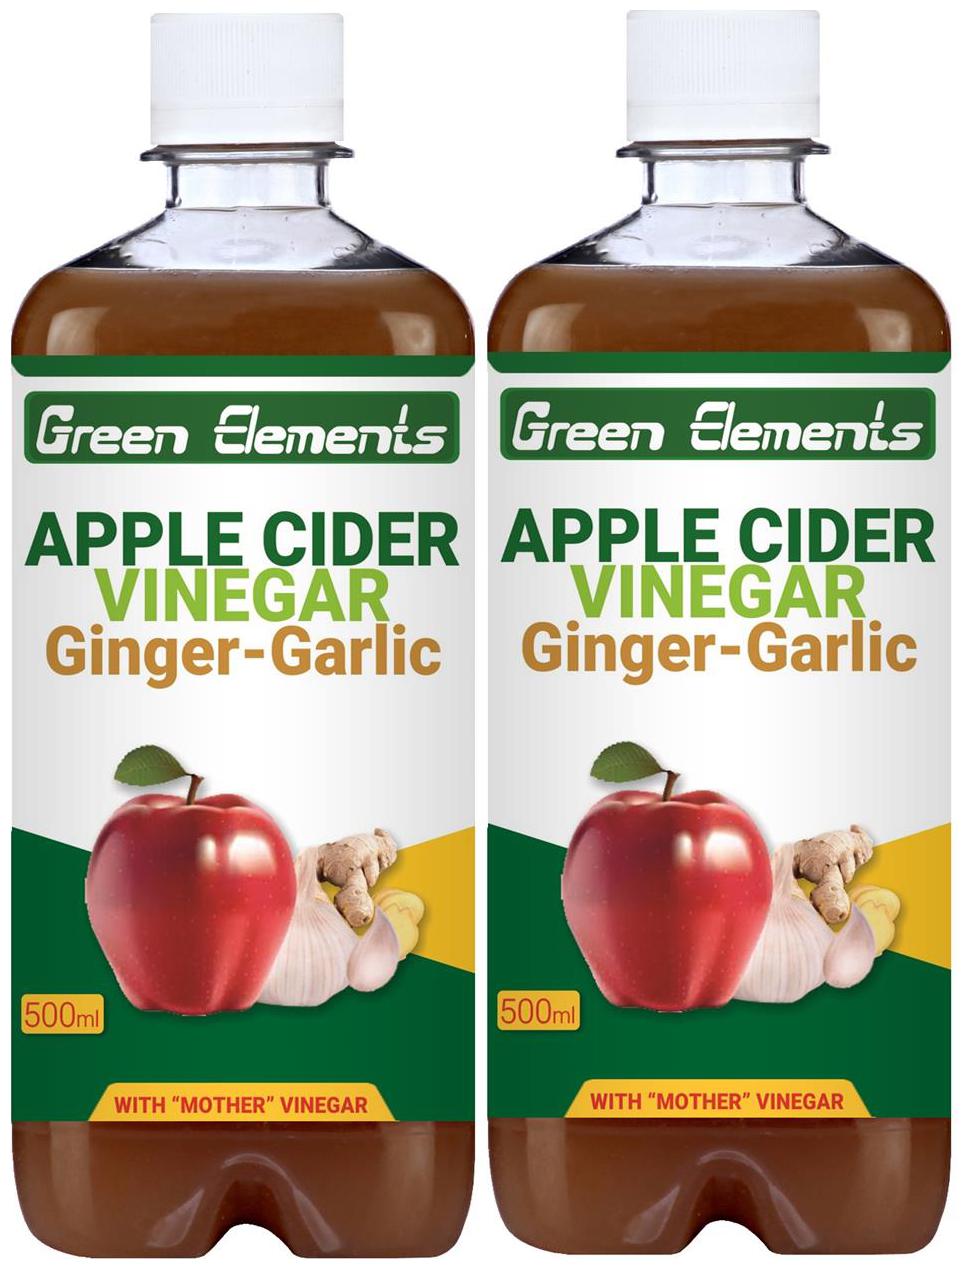 Green Elements
APPLE CIDER
VINEGAR
Ginger-Garlic
500ml
WITH “MOTHER” VINEGAR
Green Elements
APPLE CIDER
VINEGAR
Ginger-Garlic
500ml
WITH “MOTHER” VINEGAR